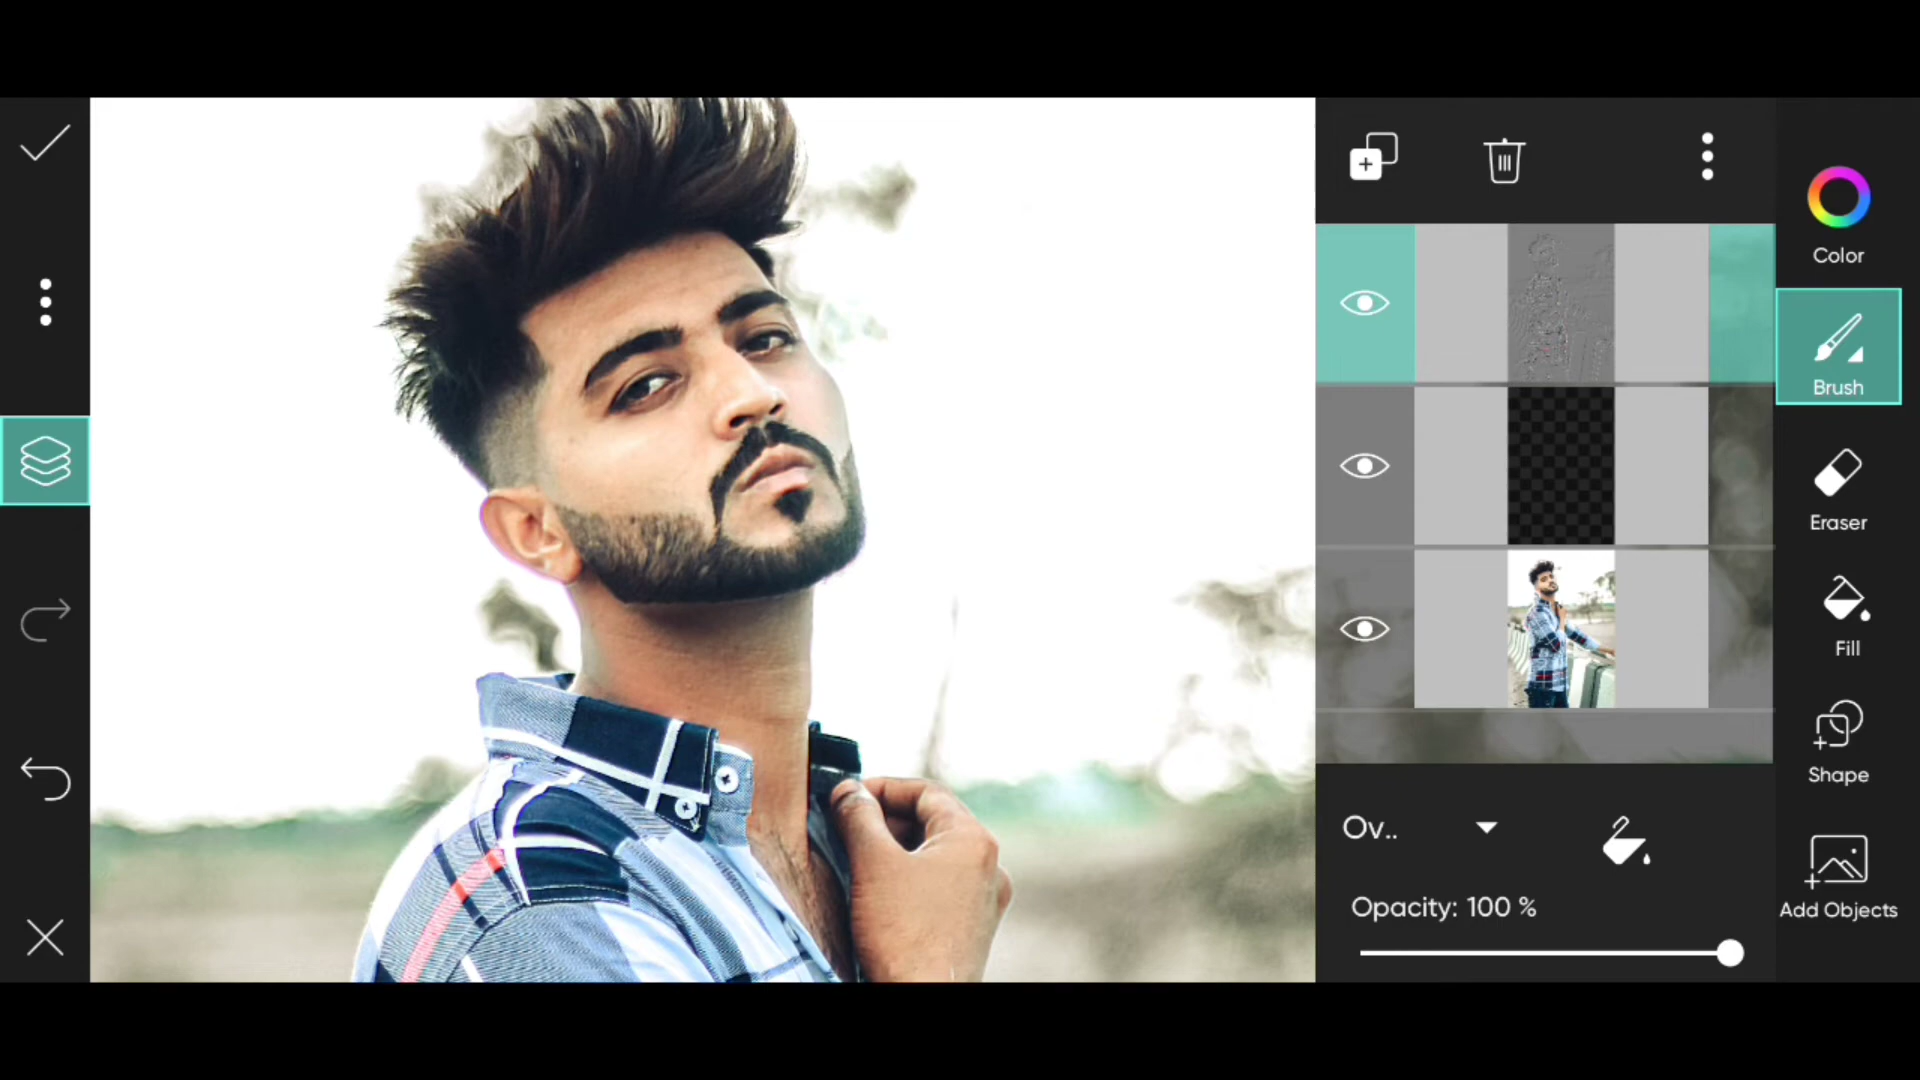 Color
Brush
Eraser
Fill
Shape
Add Objects
Ov..
Opacity: 100 %